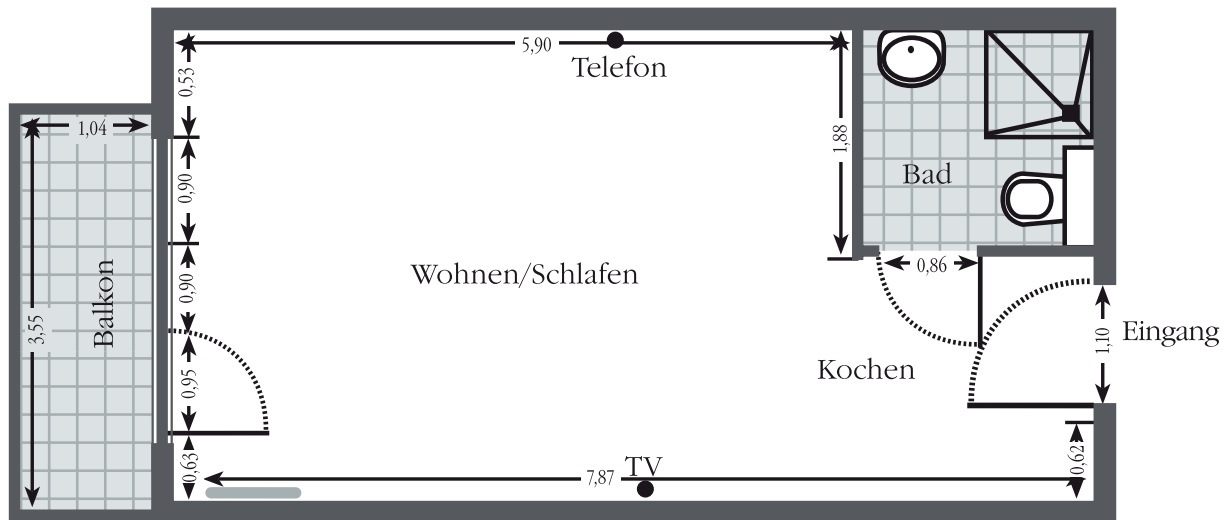 5,90
Telefon
0,53
1,04
1,88
0,90
Bad
Wohnen/Schlafen
0,86
0,90
Balkon
3,55
1,10
Eingang
Kochen
0,95
0,63
TV
7,87
0,62